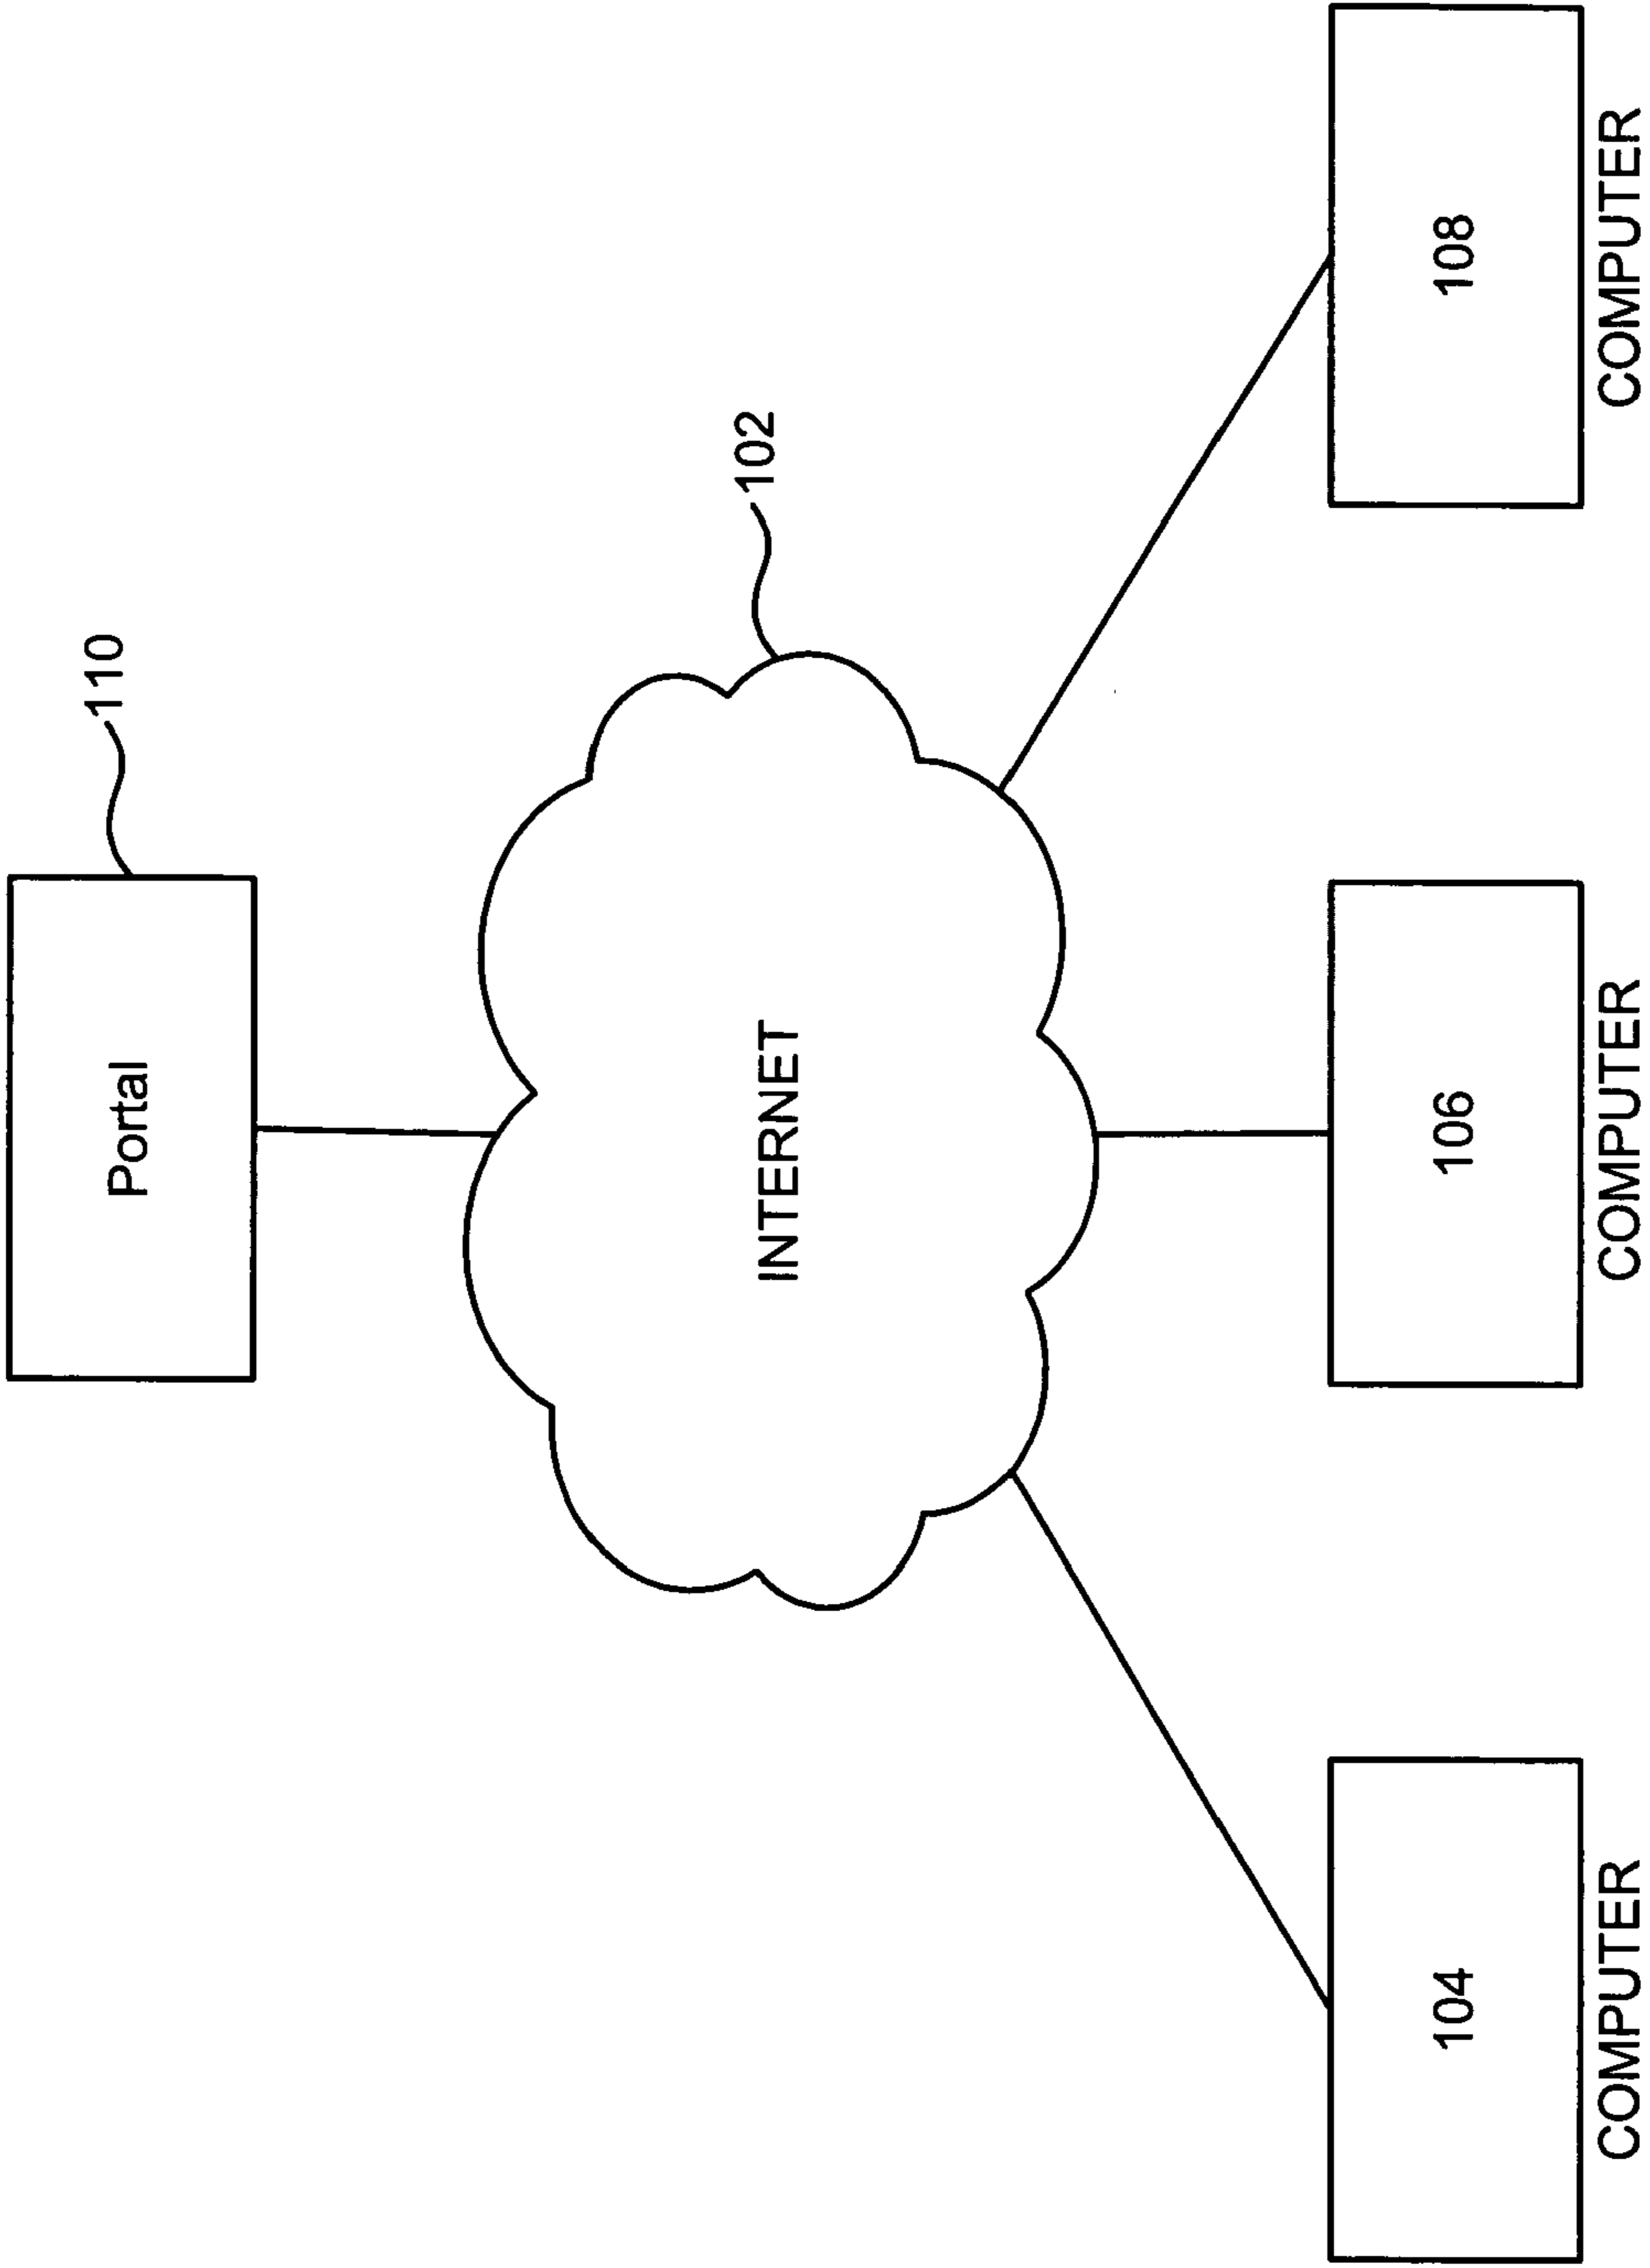 110
Portal
102
INTERNET
104
106
108
COMPUTER
COMPUTER
COMPUTER